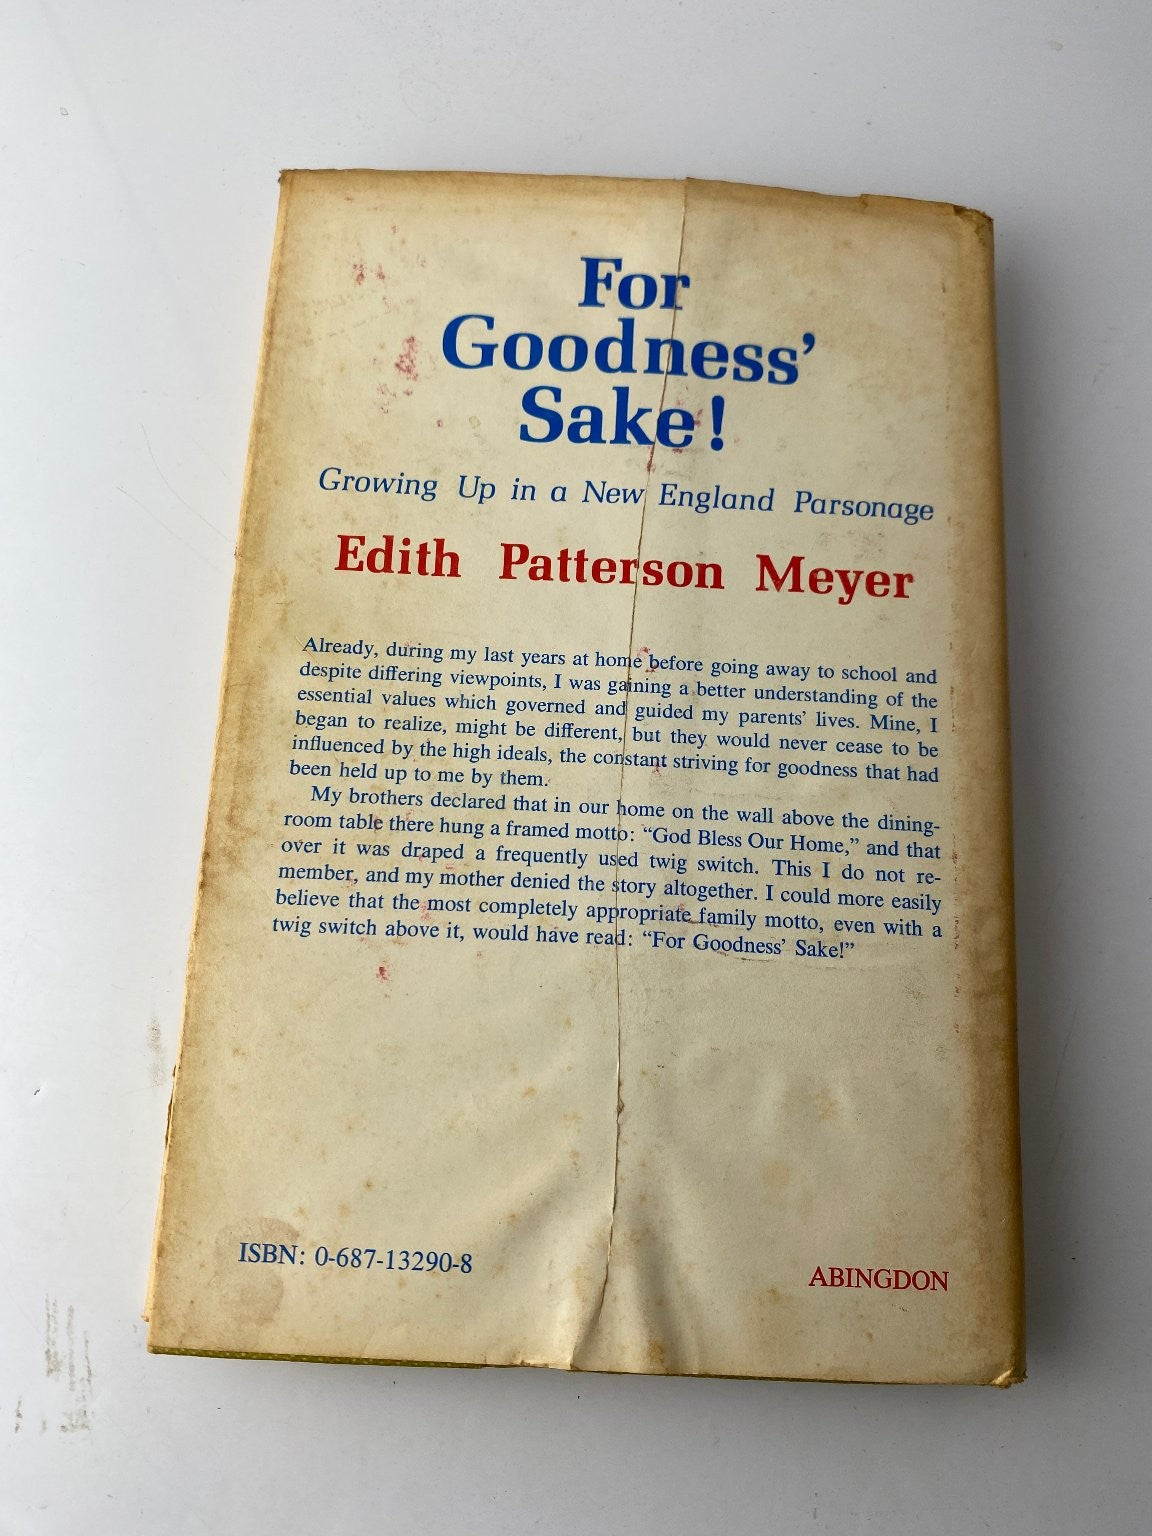 For
Goodness’
Sake!
Growing Up in a New England Parsonage
Edith Patterson Meyer
Already, during my last years at home before going away to school and
despite differing viewpoints, I was gaining a better understanding of the
essential values which governed and guided my parents’ lives. Mine, I
began to realize, might be different, but they would never cease to be
influenced by the high ideals, the constant striving for goodness that had
been held up to me by them.
My brothers declared that in our home on the wall above the dining-
room table there hung a framed motto: “God Bless Our Home,” and that
over it was draped a frequently used twig switch. This I do not re-
member, and my mother denied the story altogether. I could more easily
believe that the most completely appropriate family motto, even with a
twig switch above it, would have read: “For Goodness’ Sake!”
ISBN: 0-687-13290-8
ABINGDON